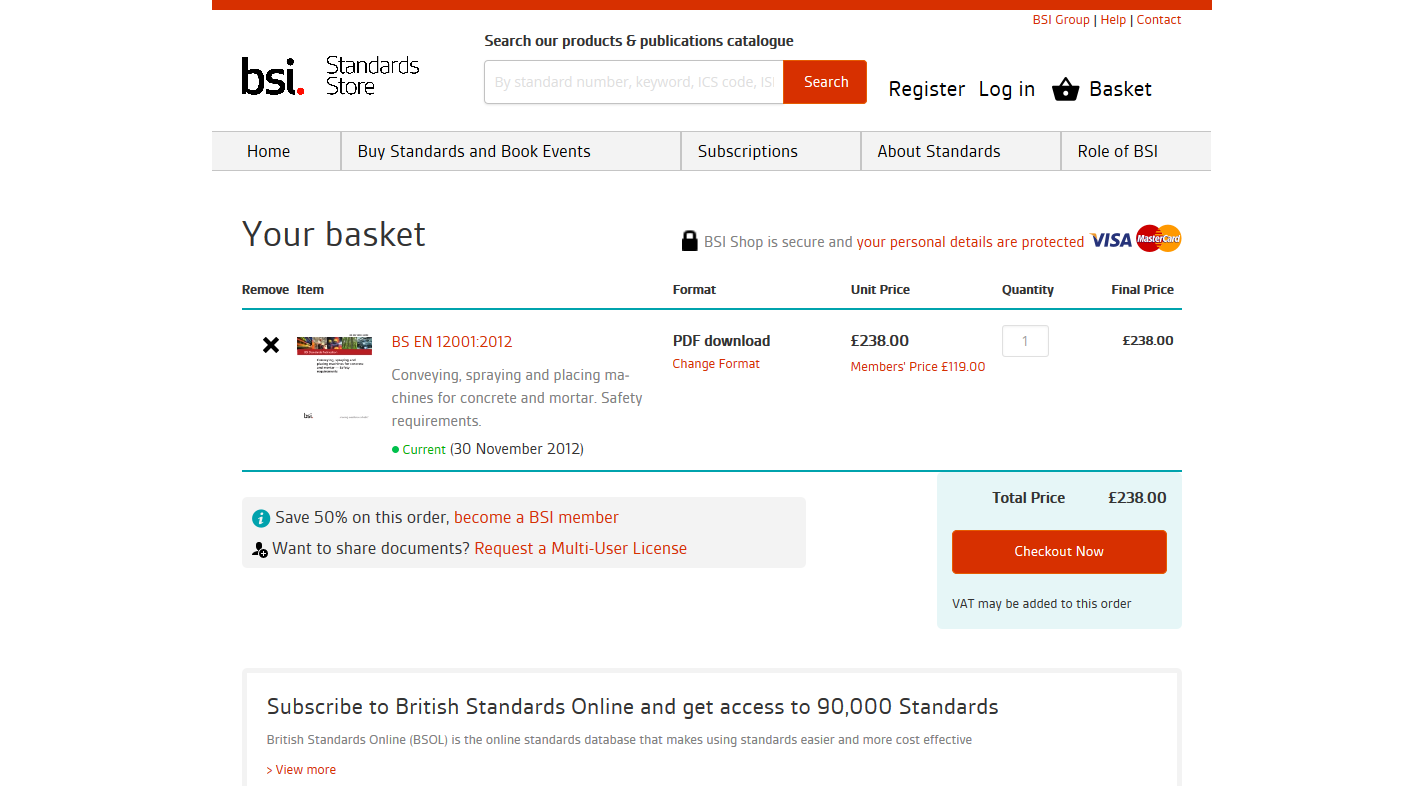 BSI Group | Help | Contact
Search our products & publications catalogue
bsi. Standards Store
By standard number, keyword, ICS code, ISI
Search
Register Log in Basket
Home Buy Standards and Book Events Subscriptions About Standards Role of BSI
Your basket
BSI Shop is secure and your personal details are protected VISA MasterCard
Remove Item Format Unit Price Quantity Final Price
BS EN 12001:2012 PDF download £238.00 1 £238.00
Change Format Members' Price £119.00
Conveying, spraying and placing ma-
chines for concrete and mortar. Safety
requirements.
Current (30 November 2012)
bsi.
Total Price £238.00
Save 50% on this order, become a BSI member
Want to share documents? Request a Multi-User License
Checkout Now
VAT may be added to this order
Subscribe to British Standards Online and get access to 90,000 Standards
British Standards Online (BSOL) is the online standards database that makes using standards easier and more cost effective
> View more